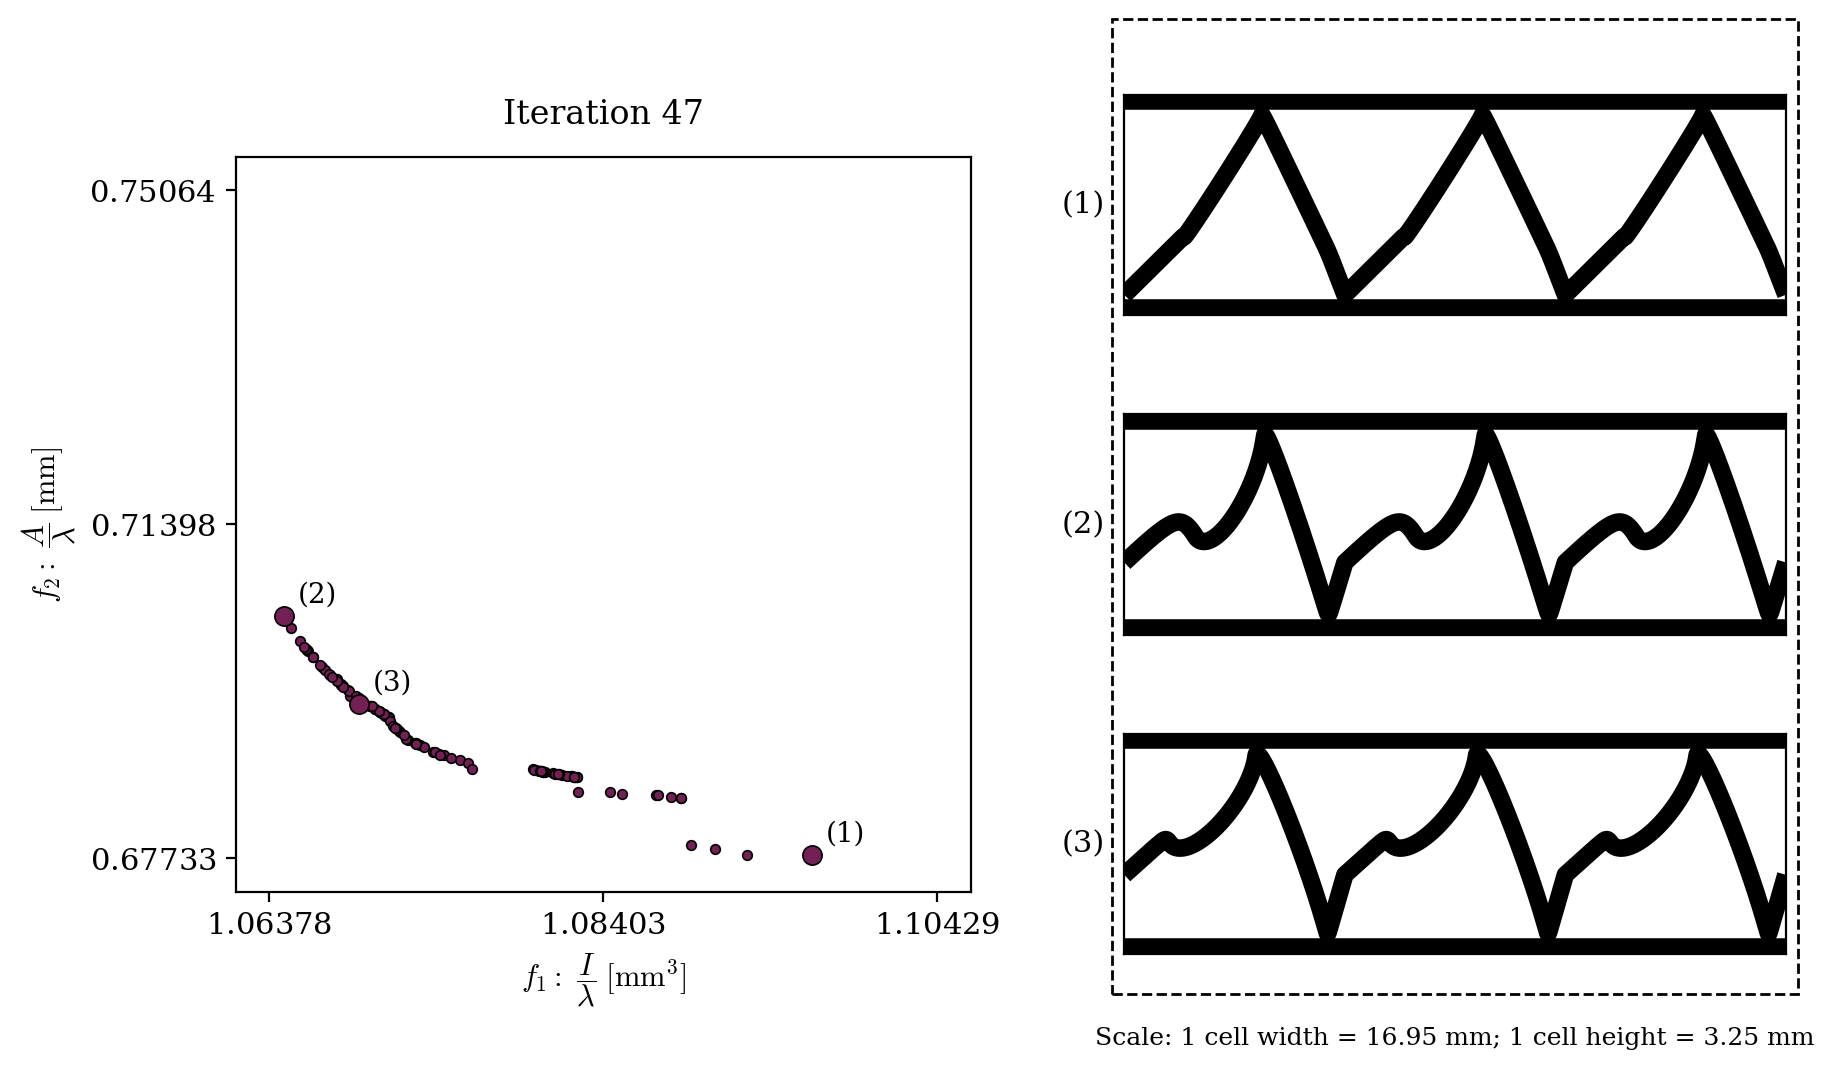 Iteration 47
0.75064
0.71398
0.67733
f₂ : A/λ [mm]
(2)
(3)
(1)
1.06378 1.08403 1.10429
f₁ : I/λ [mm³]
(1)
(2)
(3)
Scale: 1 cell width = 16.95 mm; 1 cell height = 3.25 mm